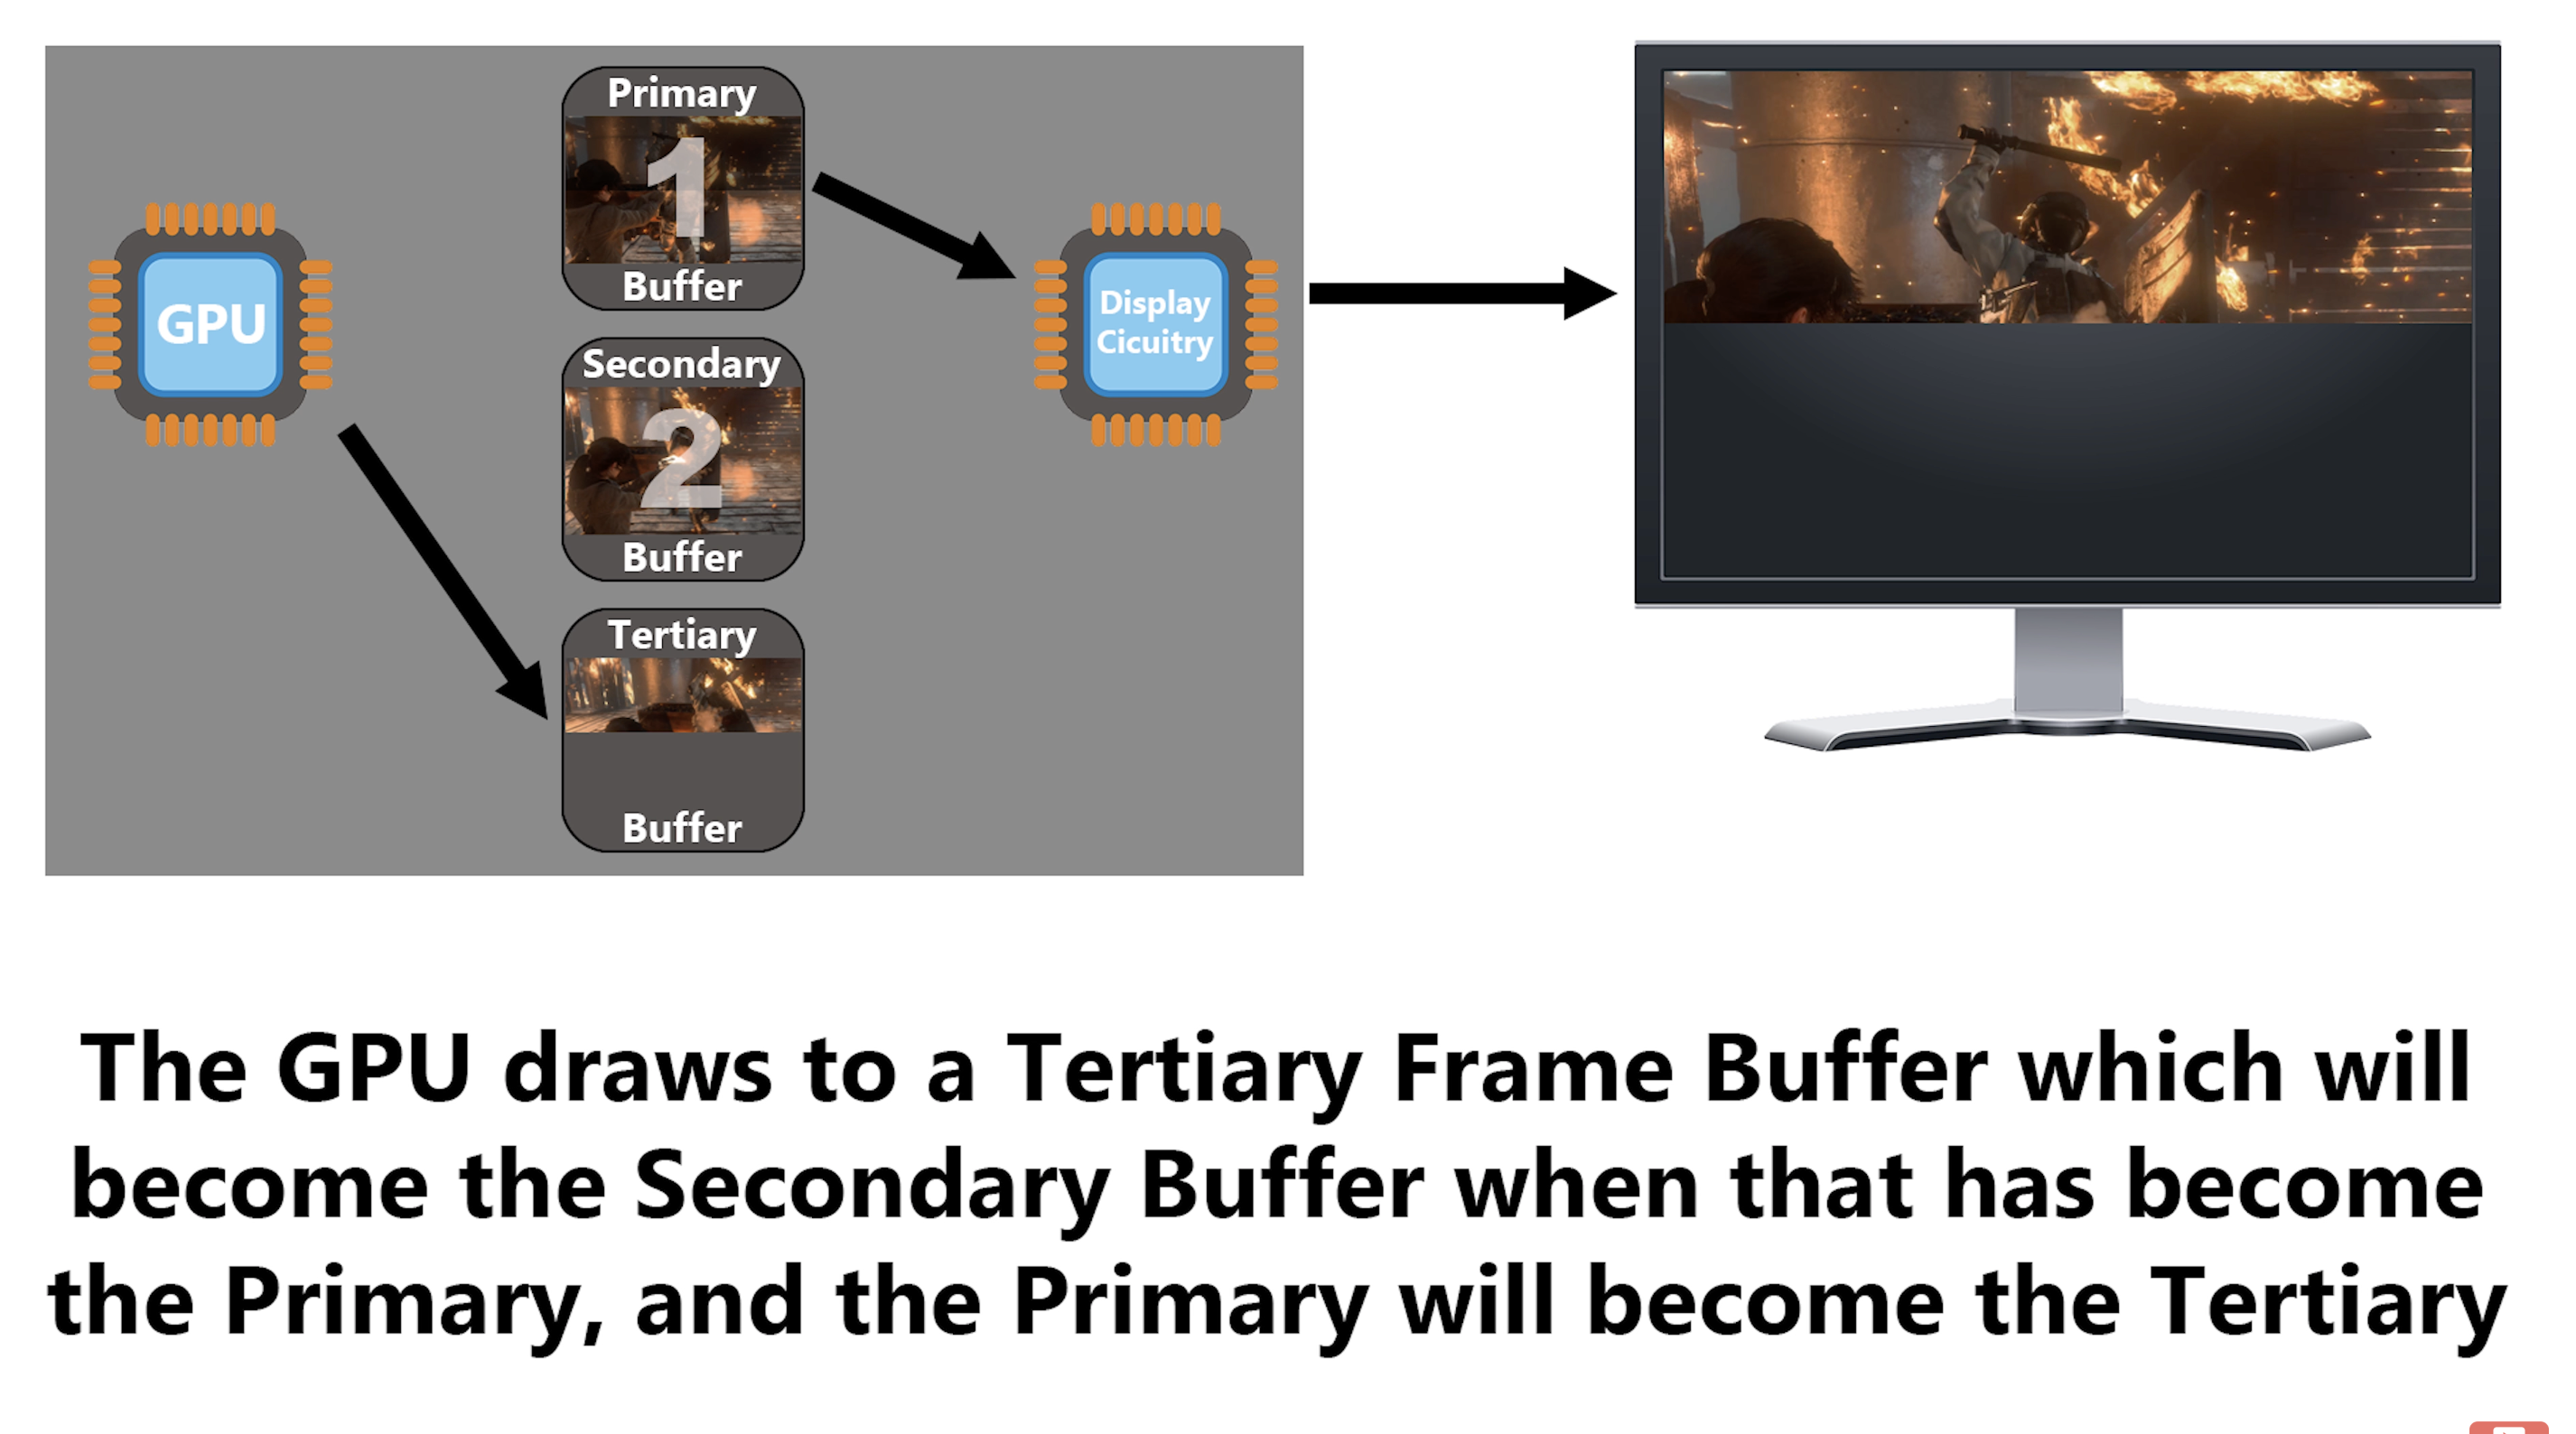 Primary
1
Buffer
GPU
Display
Cicuitry
Secondary
2
Buffer
Tertiary
Buffer
The GPU draws to a Tertiary Frame Buffer which will
become the Secondary Buffer when that has become
the Primary, and the Primary will become the Tertiary